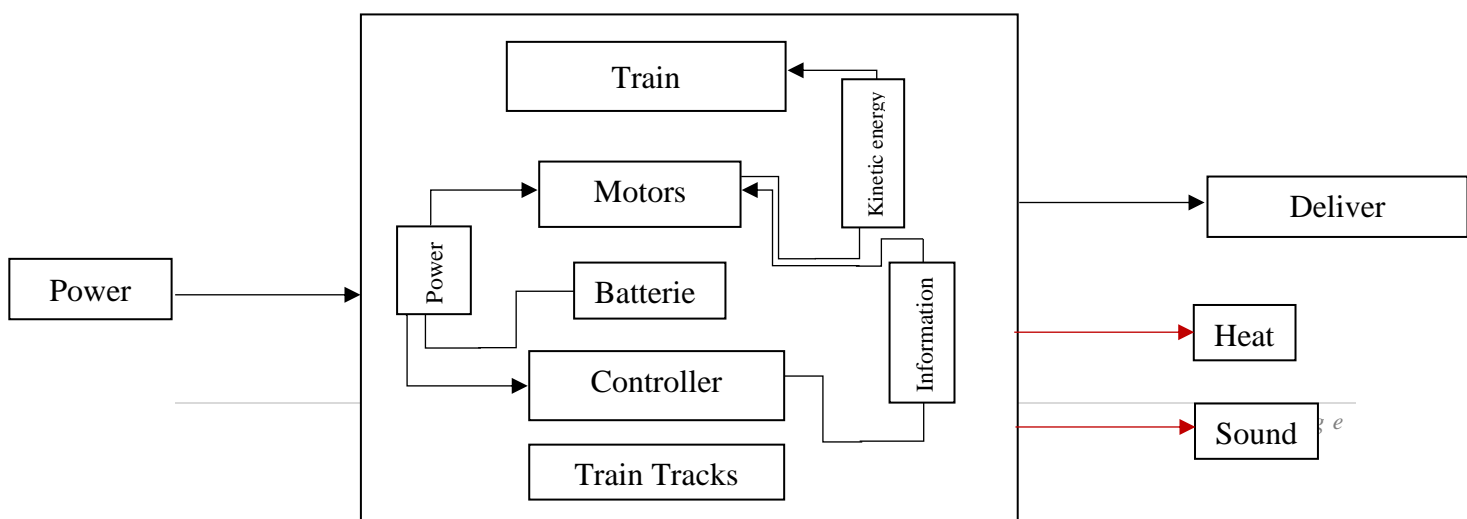 Train
Kinetic energy
Motors
Deliver
Power
Power
Batterie
Information
Heat
Controller
Sound
e
Train Tracks